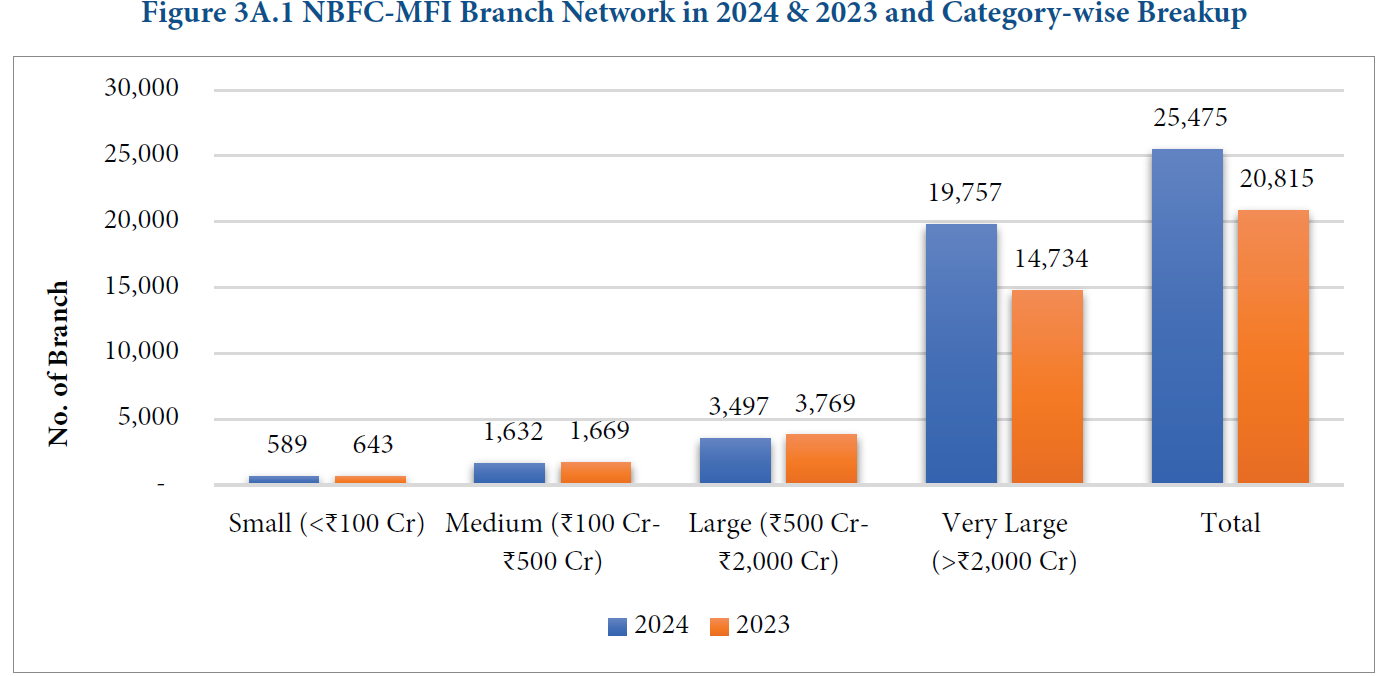 Figure 3A.1 NBFC-MFI Branch Network in 2024 & 2023 and Category-wise Breakup
30,000
25,000
20,000
15,000
10,000
5,000
-
No. of Branch
589
643
1,632
1,669
3,497
3,769
19,757
14,734
25,475
20,815
Small (<₹100 Cr)
Medium (₹100 Cr-
₹500 Cr)
Large (₹500 Cr-
₹2,000 Cr)
Very Large
(>₹2,000 Cr)
Total
2024
2023